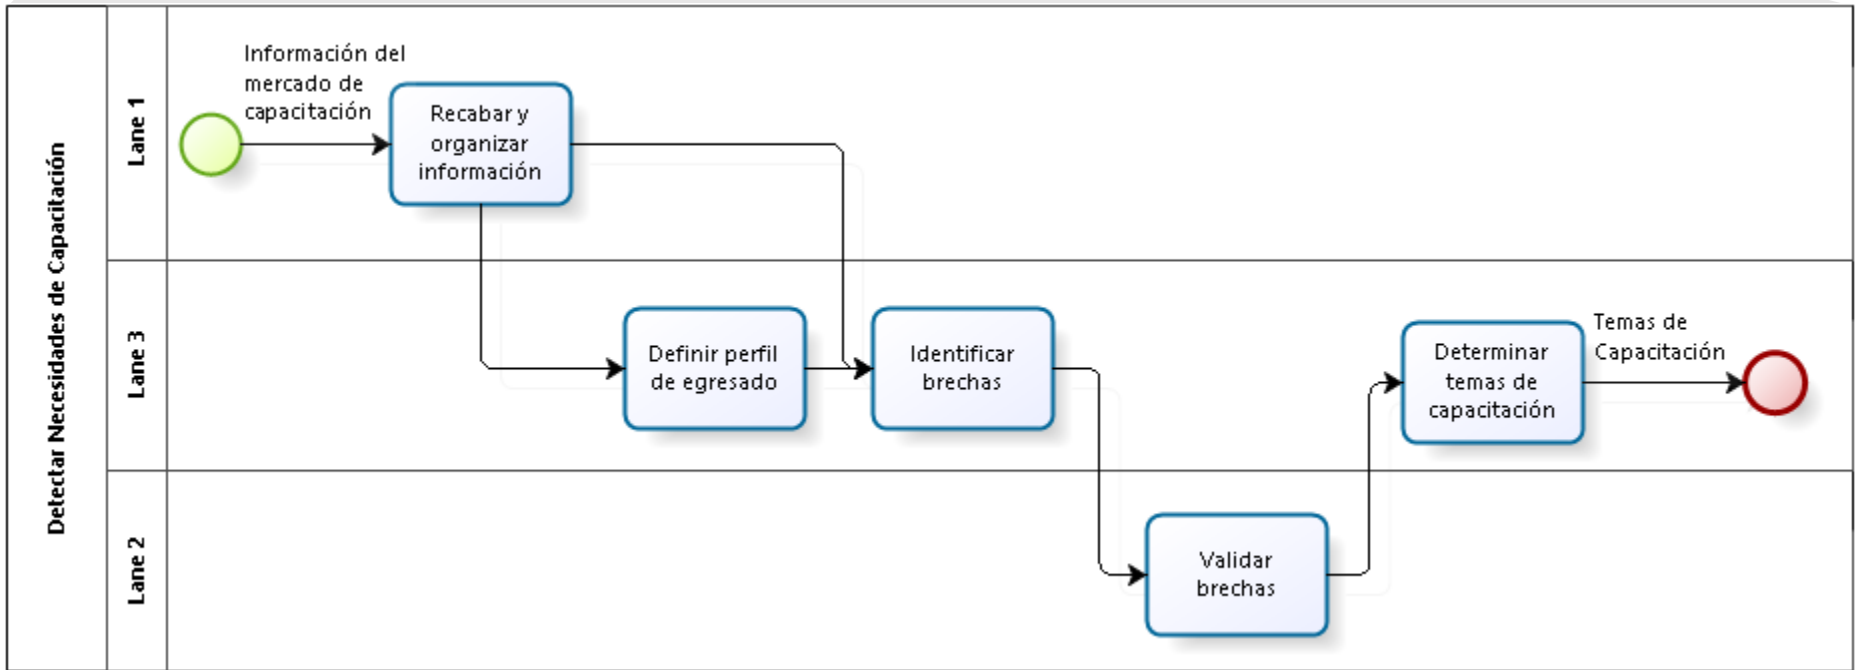 Detectar Necesidades de Capacitación
Lane 1
Información del
mercado de
capacitación
Recabar y
organizar
información
Lane 3
Definir perfil
de egresado
Identificar
brechas
Determinar
temas de
capacitación
Temas de
Capacitación
Lane 2
Validar
brechas